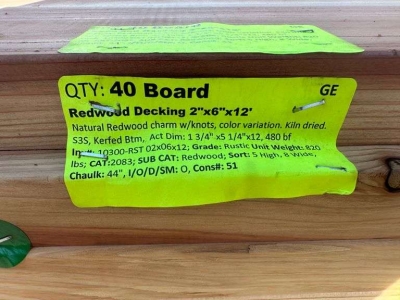 QTY: 40 Board GE
Redwood Decking 2"x6"x12'
Natural Redwood charm w/knots, color variation. Kiln dried.
S3S, Kerfed Btm, Act Dim: 1 3/4" x5 1/4"x12, 480 bf
10300-RST 02x06x12; Grade: Rustic Unit Weight: 820
lbs; CAT:2083; SUB CAT: Redwood; Sort: 5 High, 8 Wide,
Chaulk: 44", I/O/D/SM: O, Cons#: 51